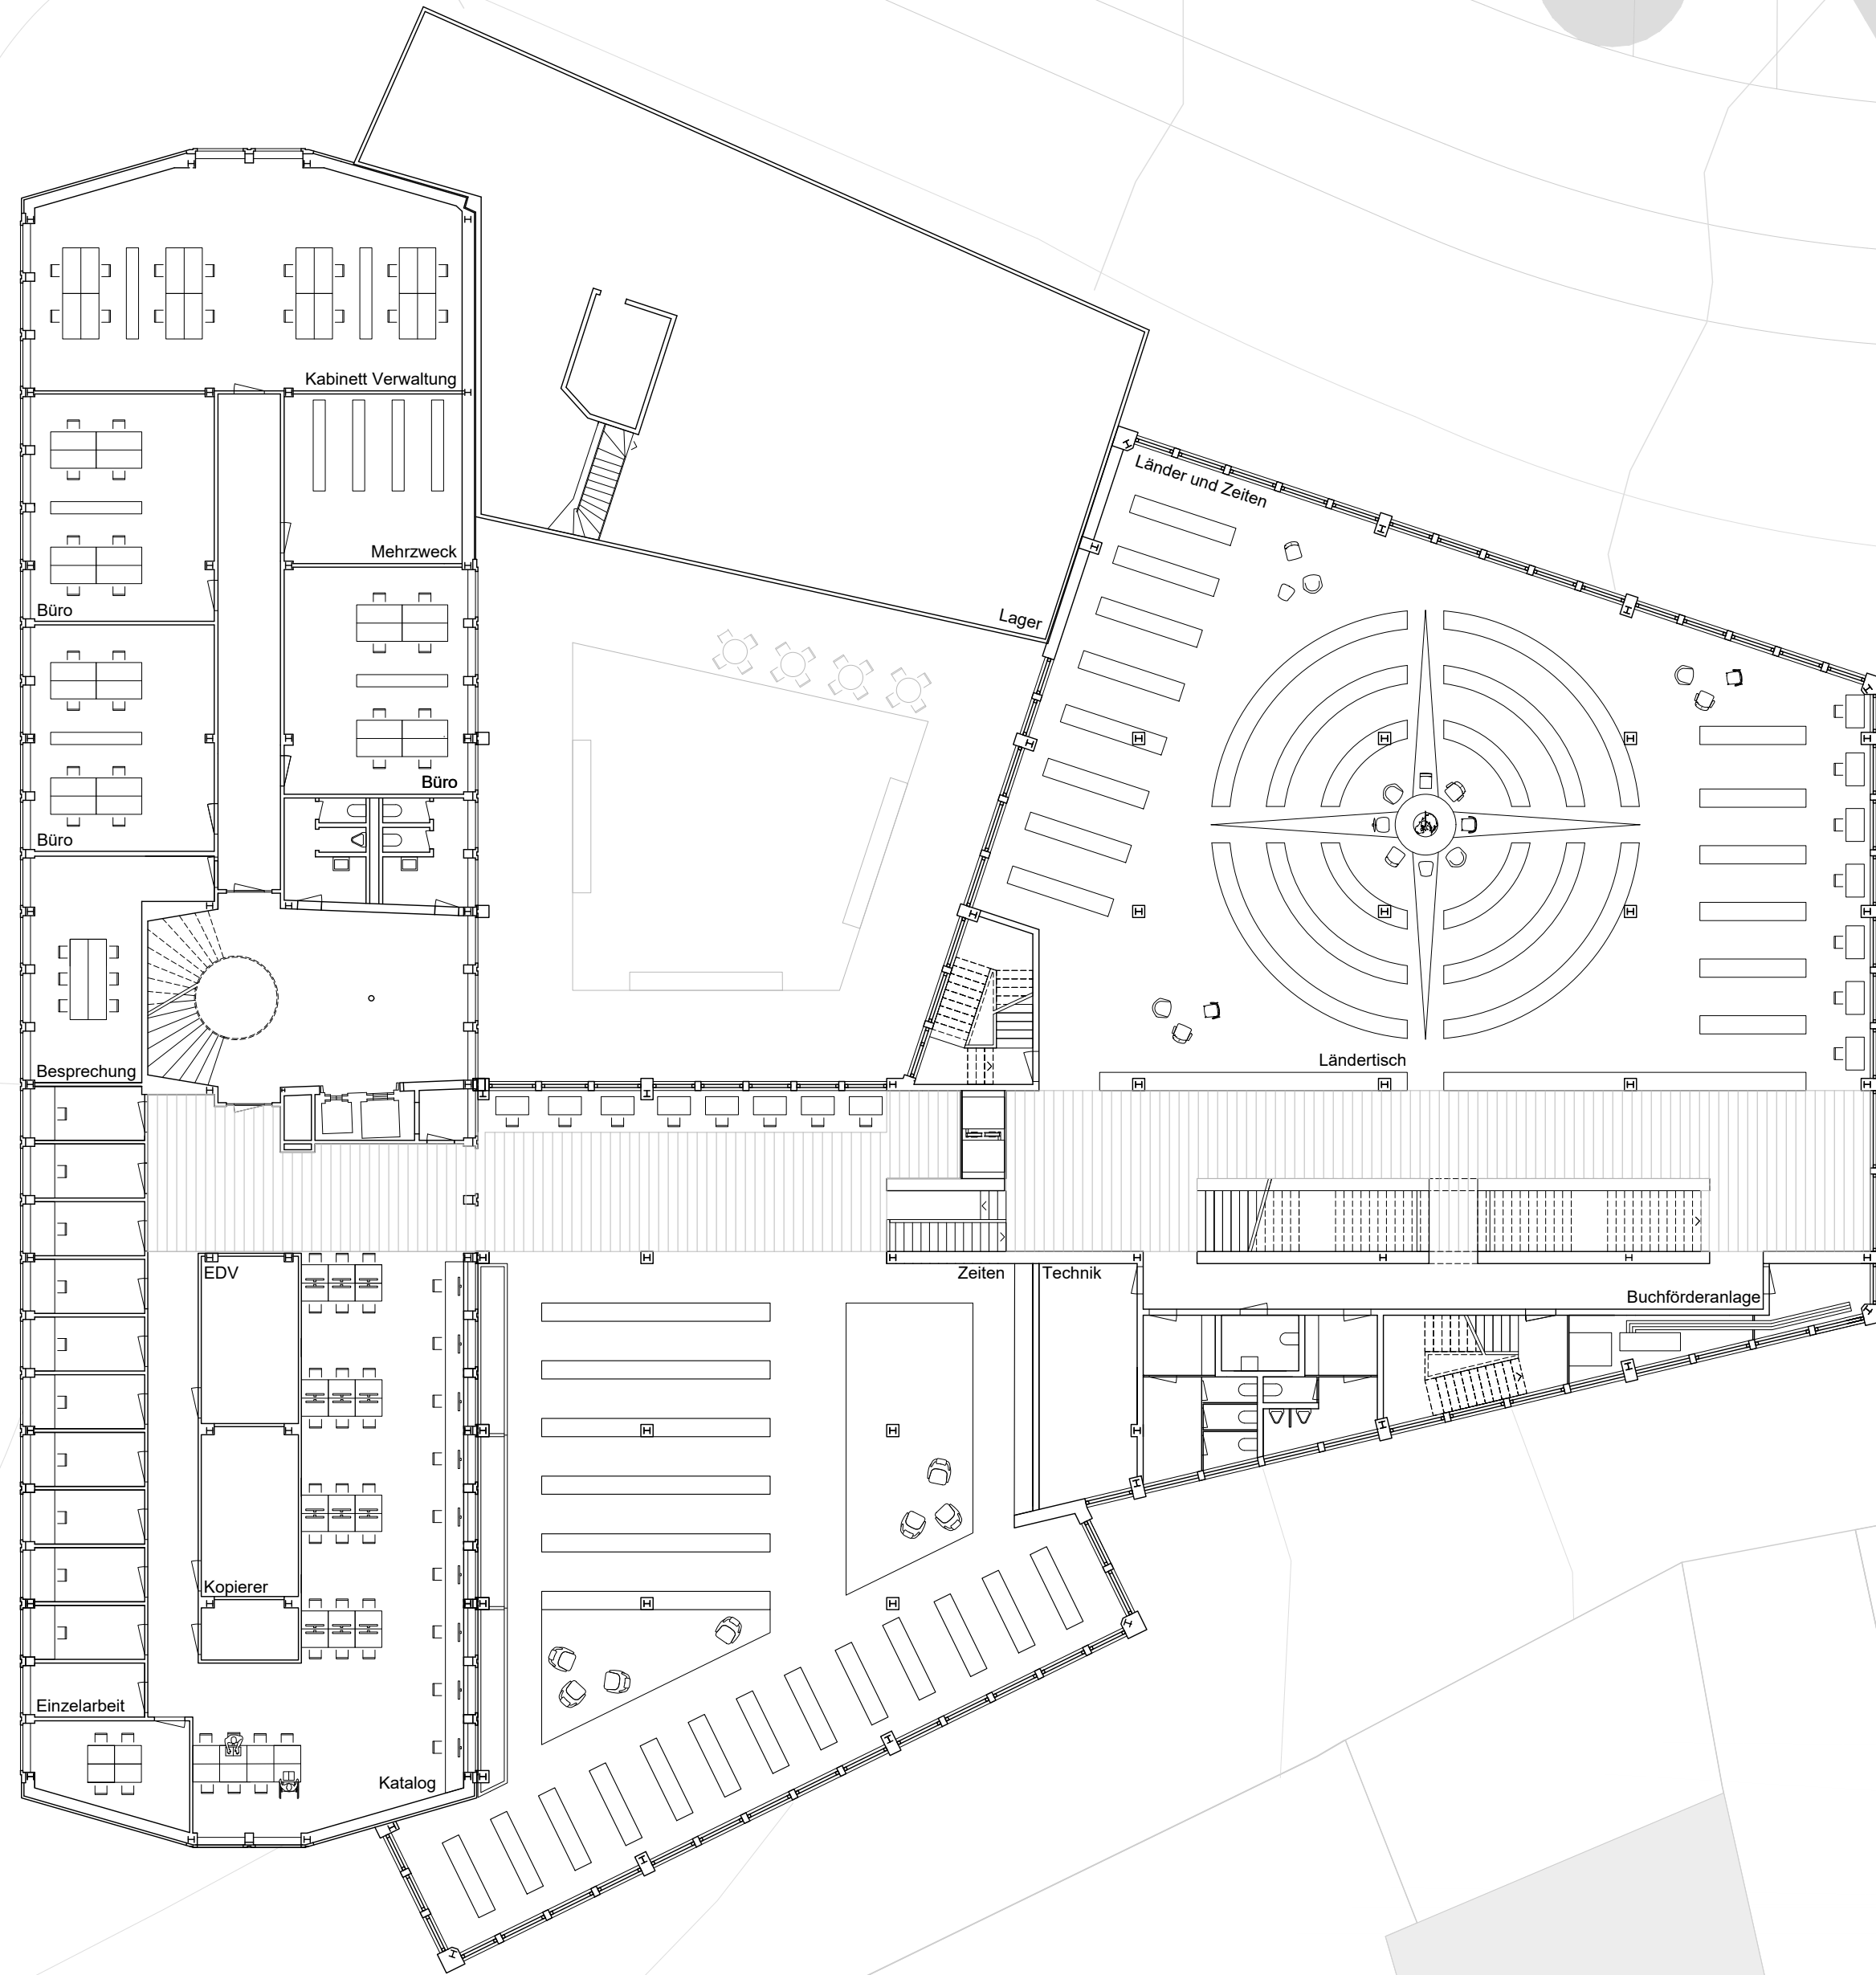 Kabinett Verwaltung
Länder und Zeiten
Mehrzweck
Büro
Lager
Büro
Büro
Besprechung
Ländertisch
EDV
Zeiten
Technik
Buchförderanlage
Kopierer
Einzelarbeit
Katalog